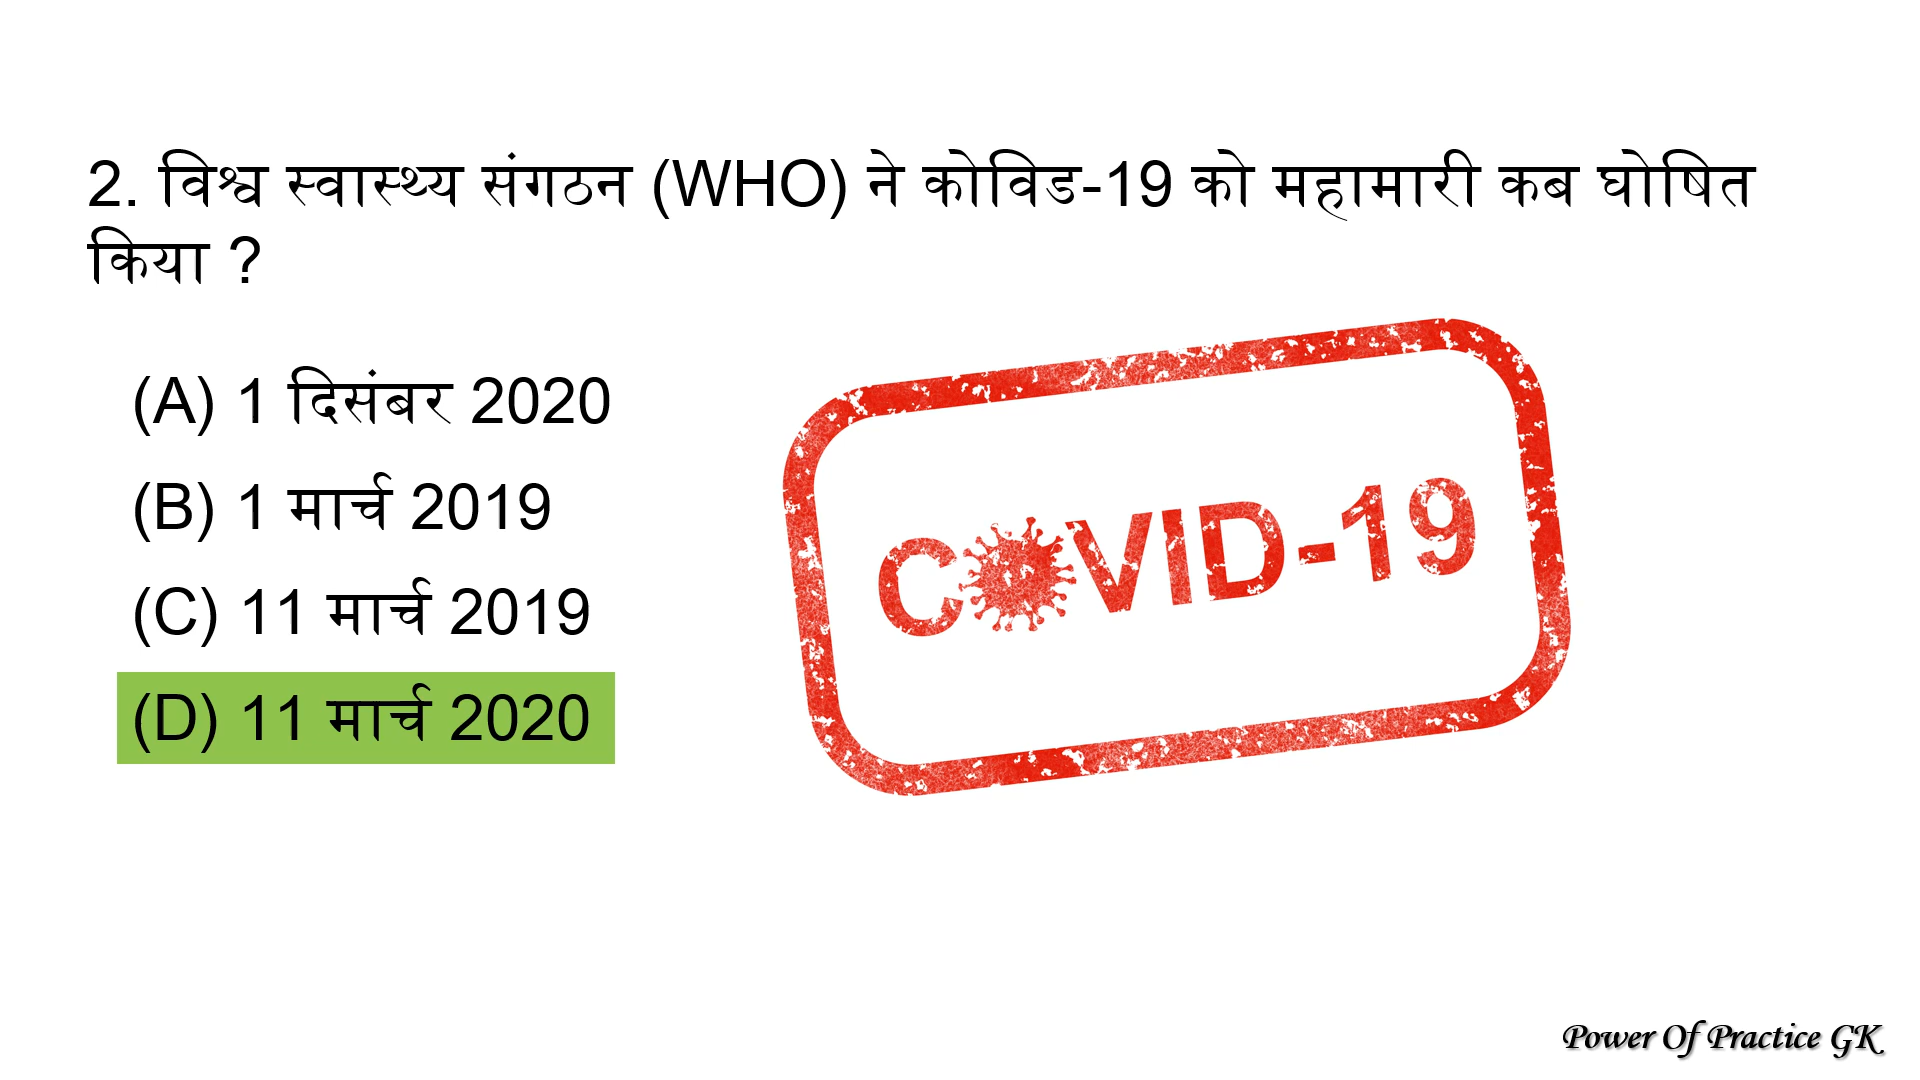 2. विश्व स्वास्थ्य संगठन (WHO) ने कोविड-19 को महामारी कब घोषित
किया ?
(A) 1 दिसंबर 2020
(B) 1 मार्च 2019
(C) 11 मार्च 2019
(D) 11 मार्च 2020
COVID-19
Power Of Practice GK